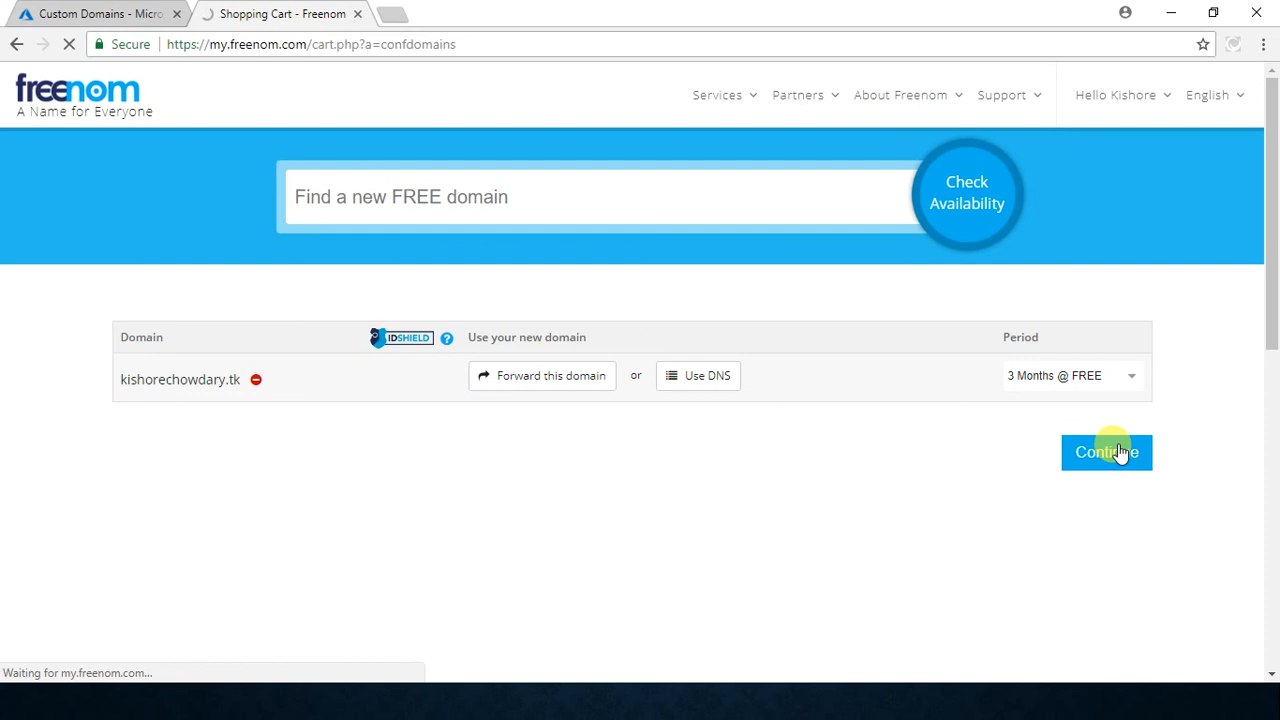 Custom Domains - Micro
Shopping Cart - Freenom
Secure
https://my.freenom.com/cart.php?a=confdomains
freenom
A Name for Everyone
Services
Partners
About Freenom
Support
Hello Kishore
English
Find a new FREE domain
Check
Availability
Domain
IDSHIELD
?
Use your new domain
Period
kishorechowdary.tk
Forward this domain
or
Use DNS
3 Months @ FREE
Continue
Waiting for my.freenom.com...